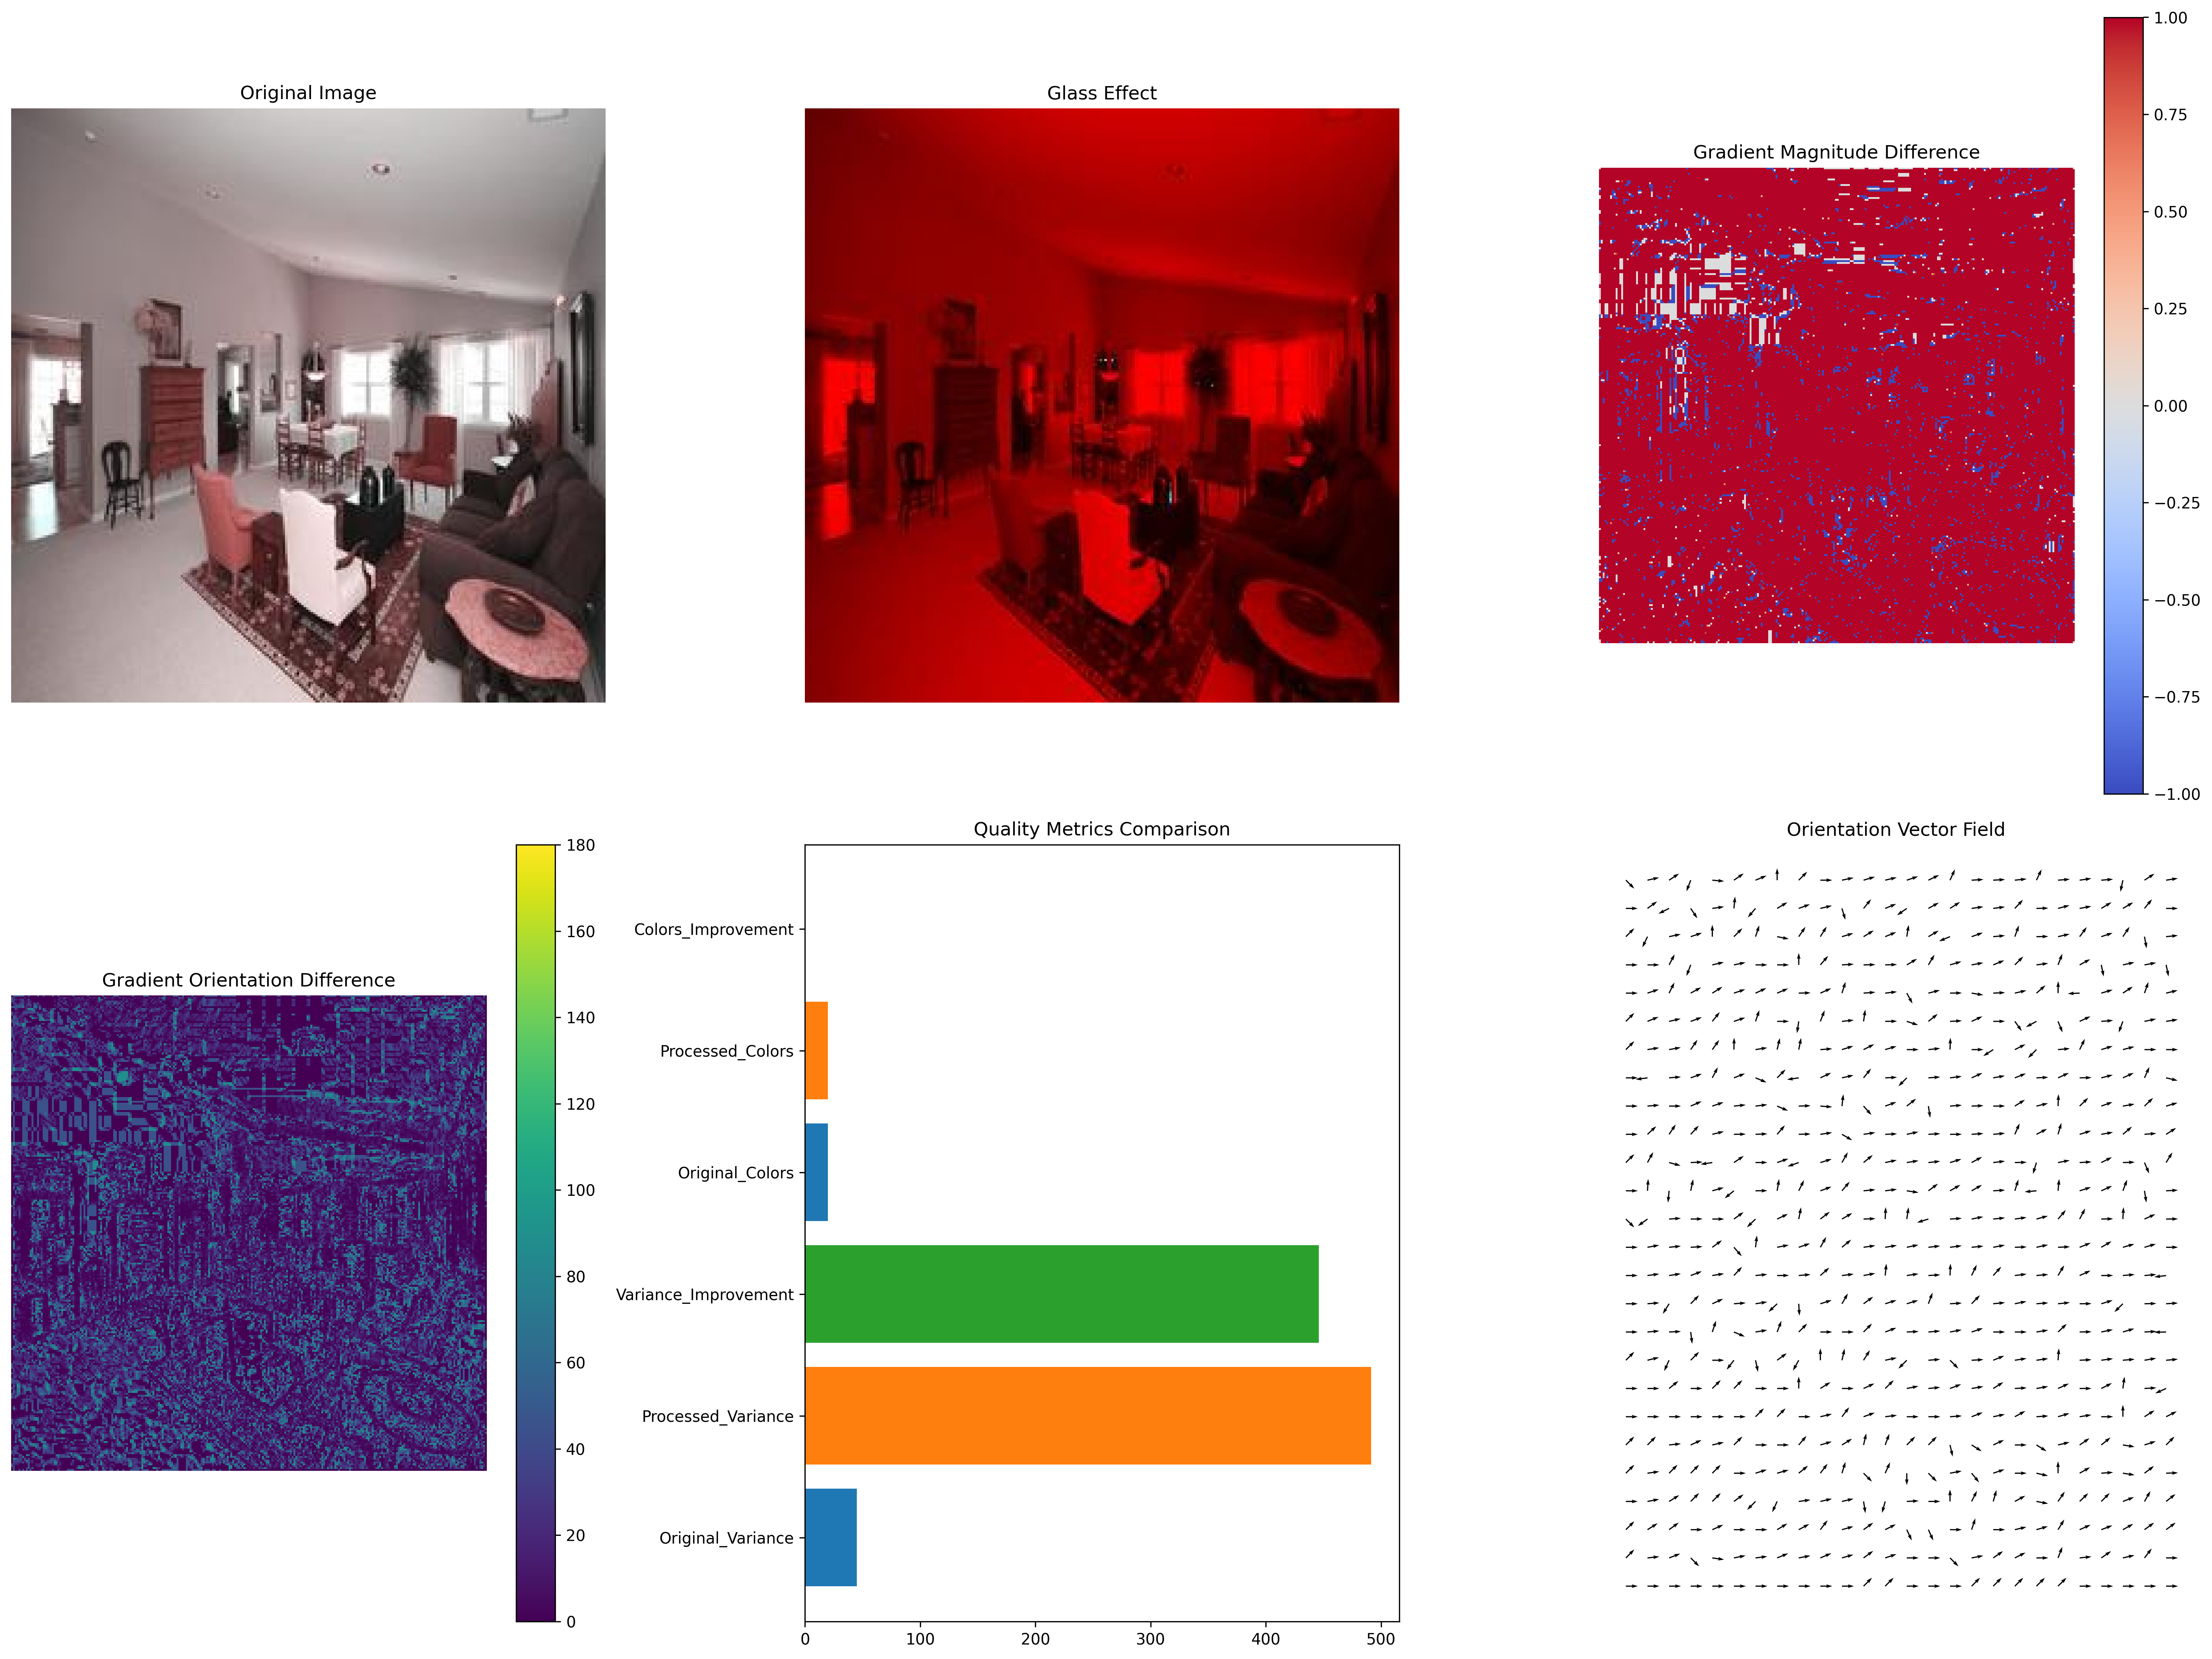 Original Image
Glass Effect
Gradient Magnitude Difference
1.00
0.75
0.50
0.25
0.00
−0.25
−0.50
−0.75
−1.00
Gradient Orientation Difference
180
160
140
120
100
80
60
40
20
0
Quality Metrics Comparison
Colors_Improvement
Processed_Colors
Original_Colors
Variance_Improvement
Processed_Variance
Original_Variance
0 100 200 300 400 500
Orientation Vector Field